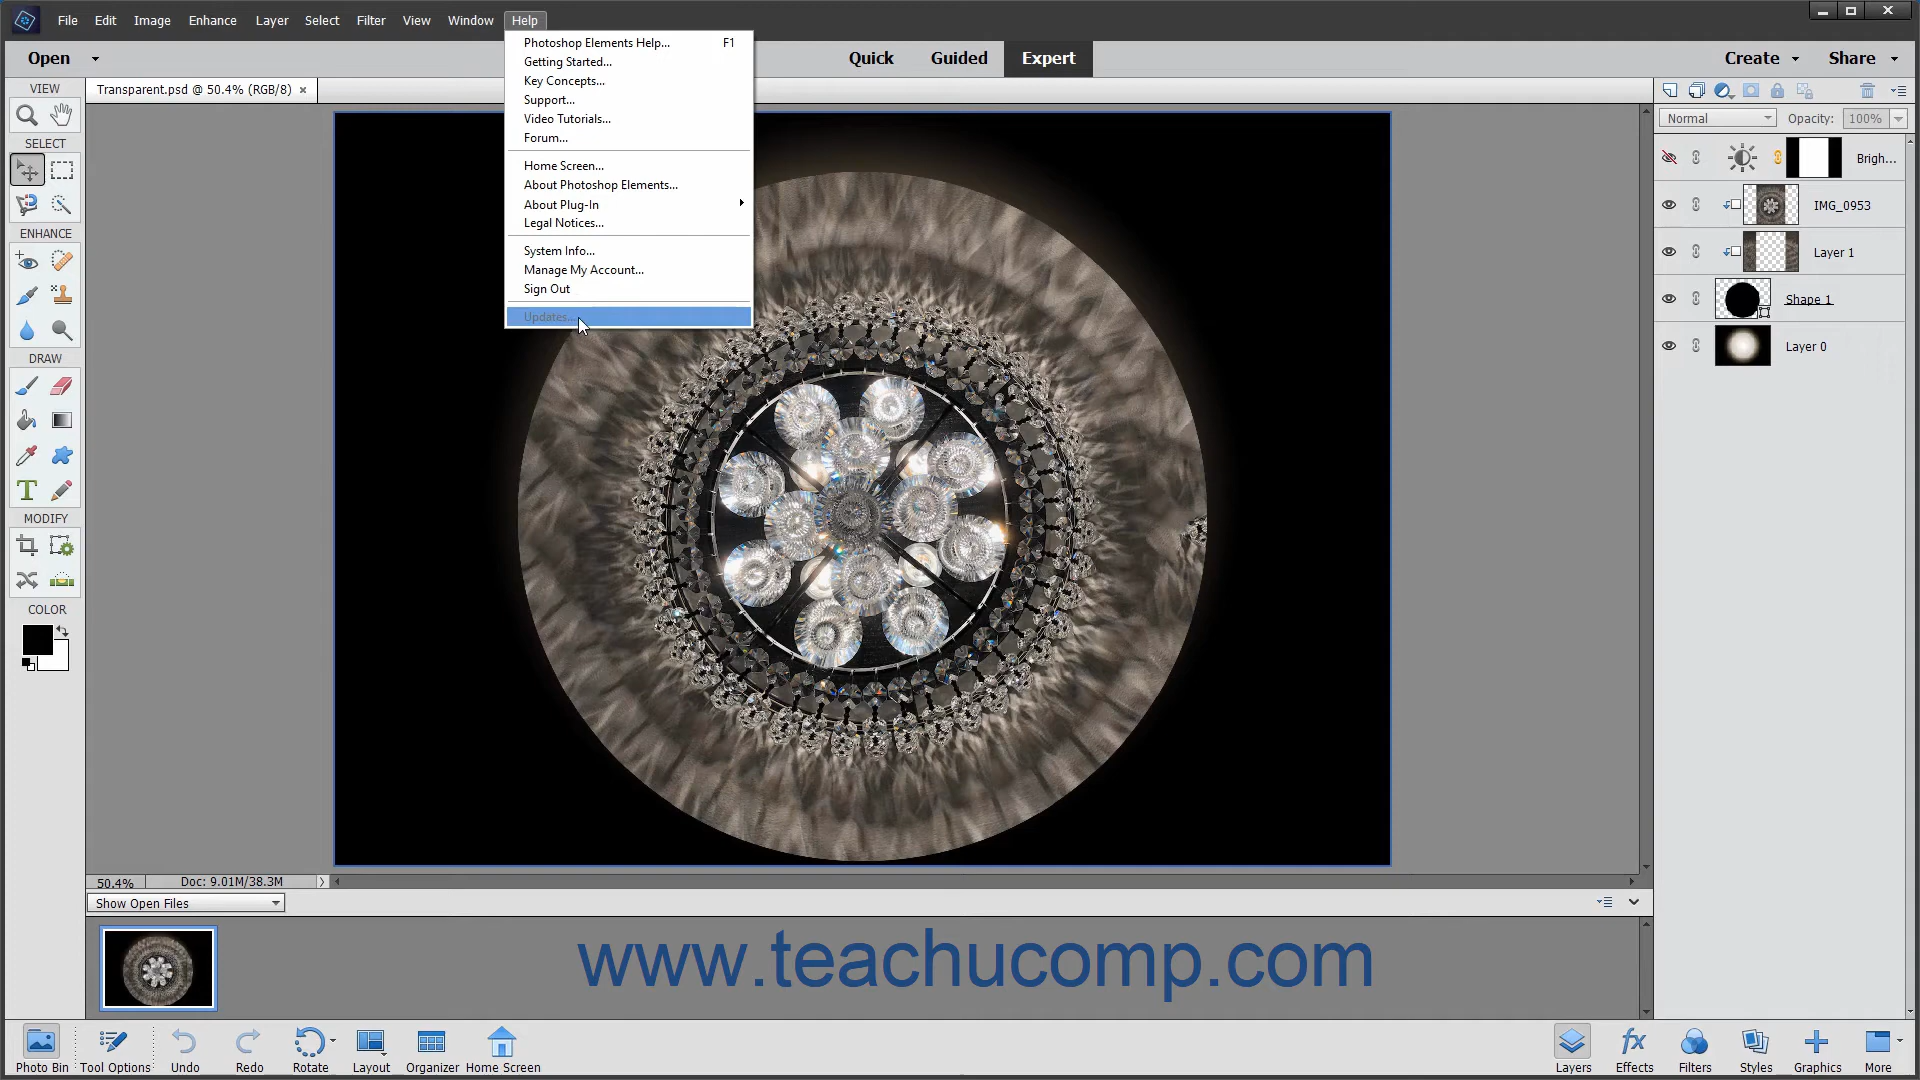 File Edit Image Enhance Layer Select Filter View Window Help
Open
Quick Guided Expert
Create Share
Photoshop Elements Help... F1
Getting Started...
Key Concepts...
Support...
Video Tutorials...
Forum...
Home Screen...
About Photoshop Elements...
About Plug-In
Legal Notices...
System Info...
Manage My Account...
Sign Out
Updates...
Transparent.psd @ 50.4% (RGB/8) ×
VIEW
SELECT
ENHANCE
DRAW
T
MODIFY
COLOR
Normal Opacity: 100%
Brigh...
IMG_0953
Layer 1
Shape 1
Layer 0
50.4% Doc: 9.01M/38.3M
Show Open Files
www.teachucomp.com
Photo Bin Tool Options Undo Redo Rotate Layout Organizer Home Screen
fx
Layers Effects Filters Styles Graphics More